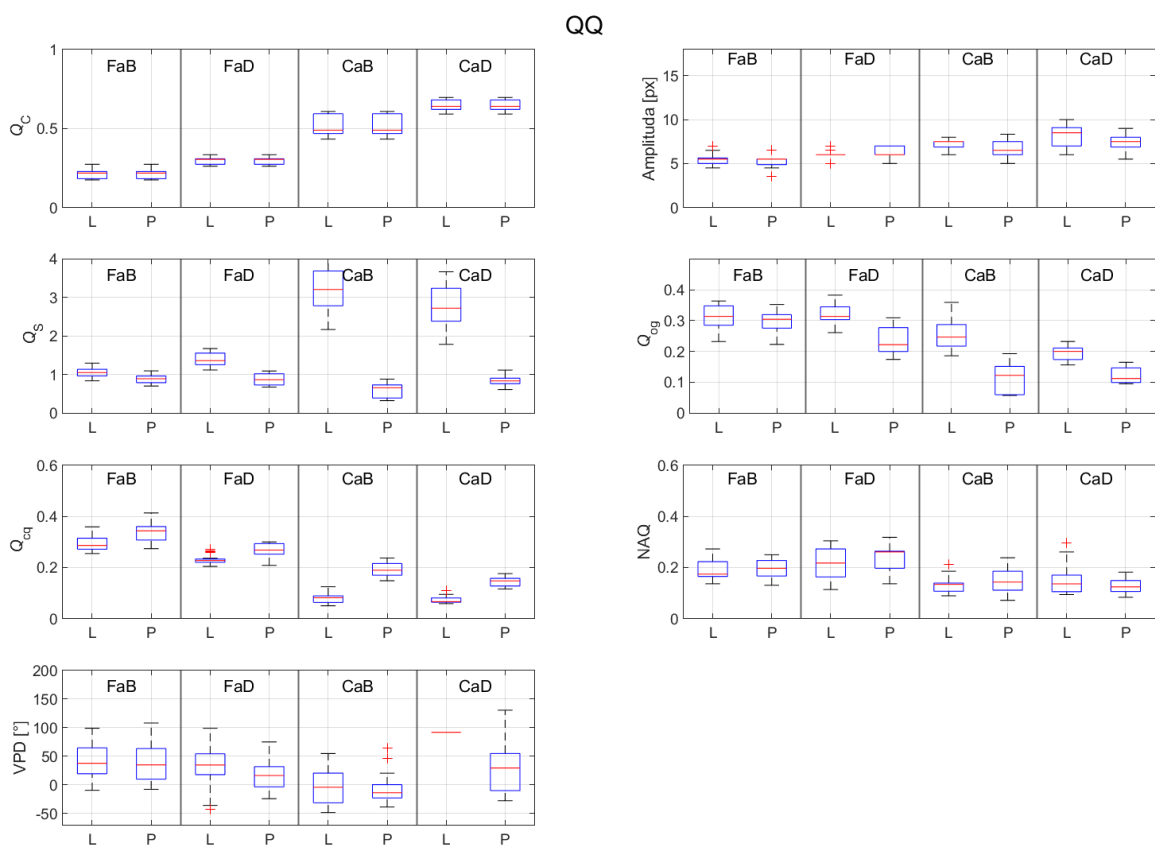 QQ
1
0.5
0
Q_C
FaB FaD CaB CaD
L P L P L P L P
15
10
5
0
Amplituda [px]
FaB FaD CaB CaD
L P L P L P L P
4
3
2
1
0
Q_S
FaB FaD CaB CaD
L P L P L P L P
0.4
0.3
0.2
0.1
0
Q_og
FaB FaD CaB CaD
L P L P L P L P
0.6
0.4
0.2
0
Q_cq
FaB FaD CaB CaD
L P L P L P L P
0.6
0.4
0.2
0
NAQ
FaB FaD CaB CaD
L P L P L P L P
200
150
100
50
0
-50
VPD [°]
FaB FaD CaB CaD
L P L P L P L P